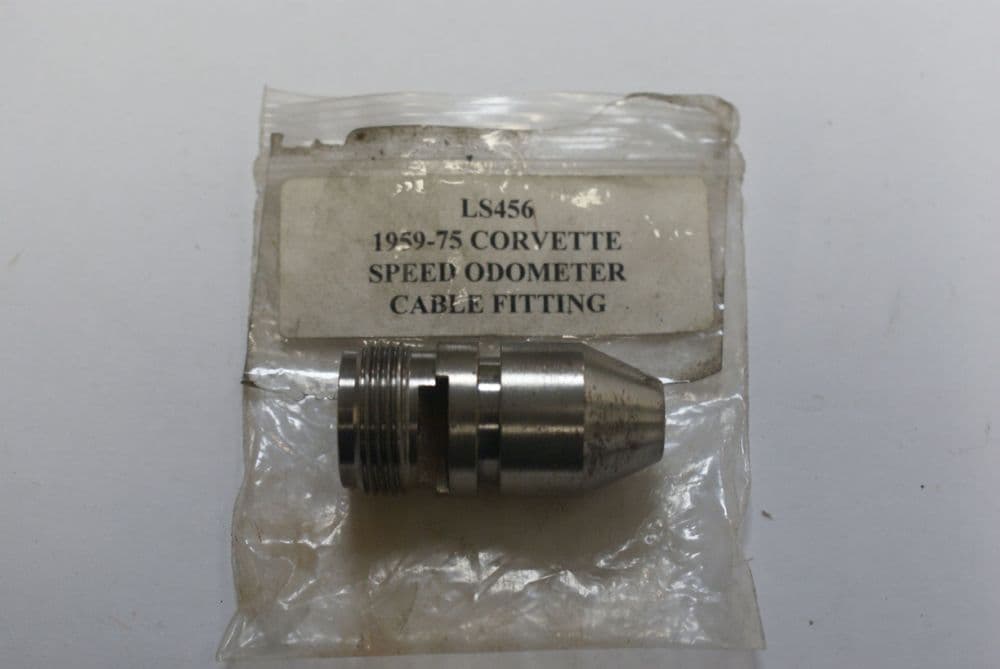 LS456
1959-75 CORVETTE
SPEED ODOMETER
CABLE FITTING